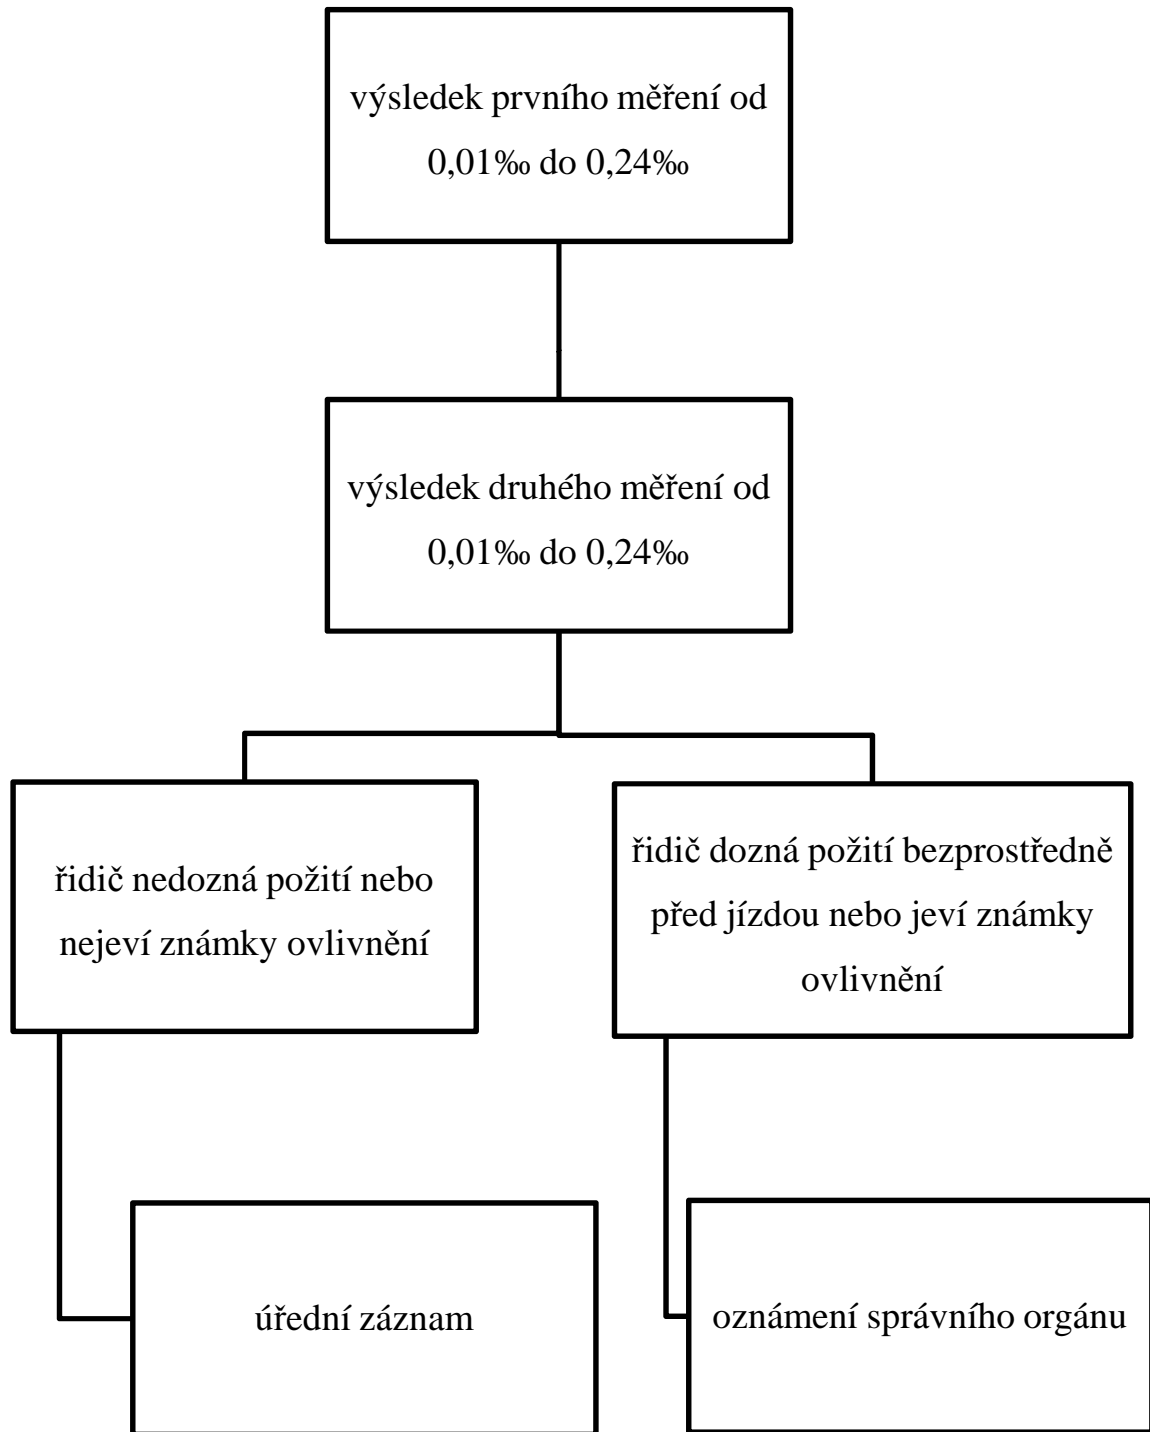 výsledek prvního měření od
0,01‰ do 0,24‰
výsledek druhého měření od
0,01‰ do 0,24‰
řidič nedozná požití nebo
nejeví známky ovlivnění
řidič dozná požití bezprostředně
před jízdou nebo jeví známky
ovlivnění
úřední záznam
oznámení správního orgánu